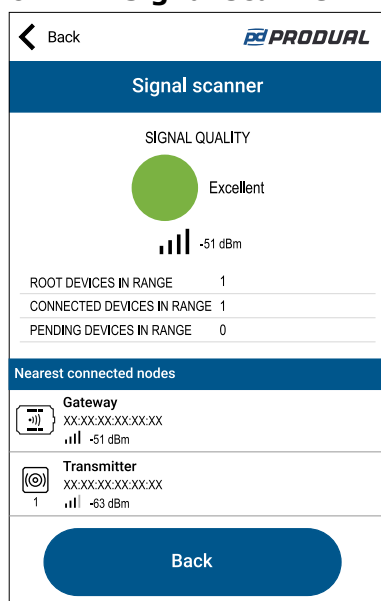 Back
PRODUAL
Signal scanner
SIGNAL QUALITY
Excellent
-51 dBm
ROOT DEVICES IN RANGE 1
CONNECTED DEVICES IN RANGE 1
PENDING DEVICES IN RANGE 0
Nearest connected nodes
Gateway
XX:XX:XX:XX:XX:XX
-51 dBm
Transmitter
XX:XX:XX:XX:XX:XX
1 -63 dBm
Back